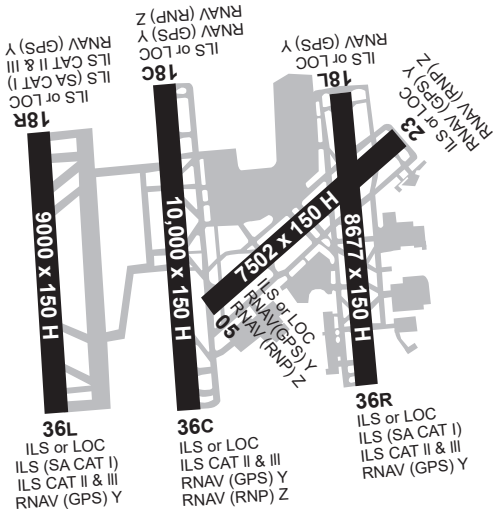 18R
ILS or LOC
ILS (SA CAT I)
ILS CAT II & III
RNAV (GPS) Y
18C
ILS or LOC
RNAV (GPS) Y
RNAV (RNP) Z
18L
ILS or LOC
RNAV (GPS) Y
23
ILS or LOC
RNAV (GPS) Y
RNAV (RNP) Z
9000 x 150 H
10,000 x 150 H
7502 x 150 H
8677 x 150 H
05
ILS or LOC
RNAV(GPS) Y
RNAV (RNP) Z
36L
ILS or LOC
ILS (SA CAT I)
ILS CAT II & III
RNAV (GPS) Y
36C
ILS or LOC
ILS CAT II & III
RNAV (GPS) Y
RNAV (RNP) Z
36R
ILS or LOC
ILS (SA CAT I)
ILS CAT II & III
RNAV (GPS) Y